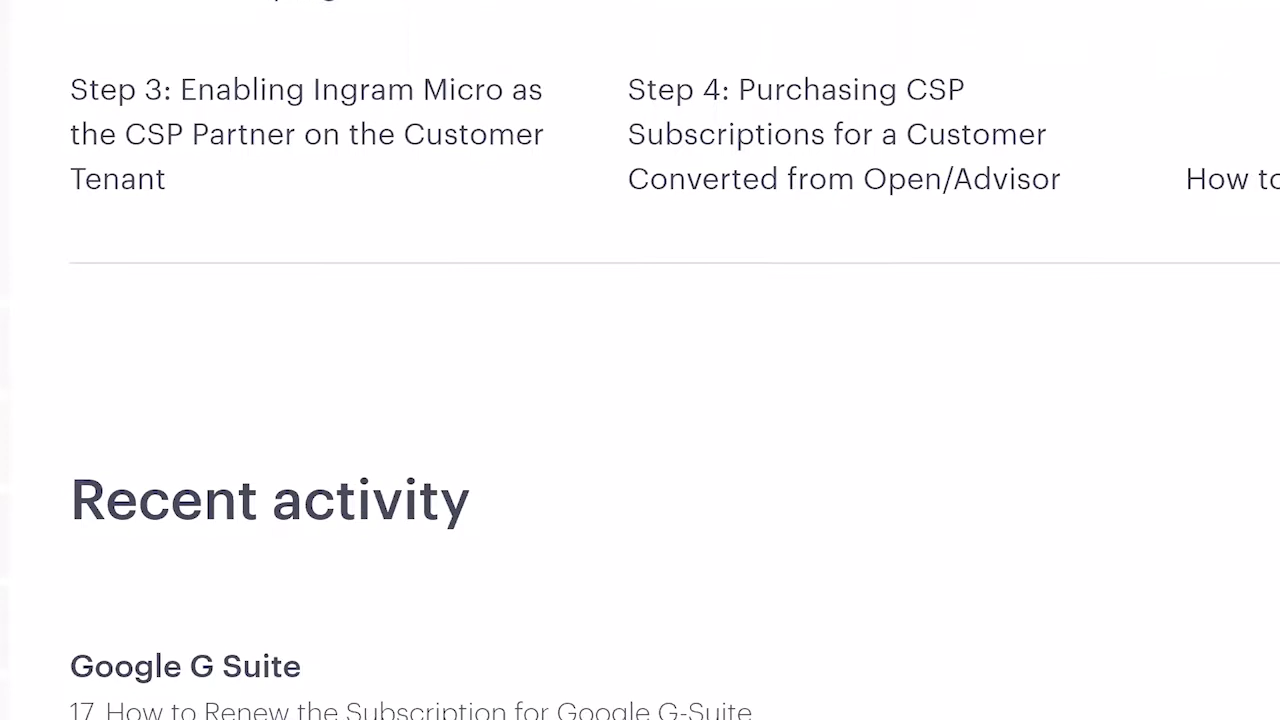 Step 3: Enabling Ingram Micro as
the CSP Partner on the Customer
Tenant
Step 4: Purchasing CSP
Subscriptions for a Customer
Converted from Open/Advisor
How to
Recent activity
Google G Suite
17. How to Renew the Subscription for Google G-Suite